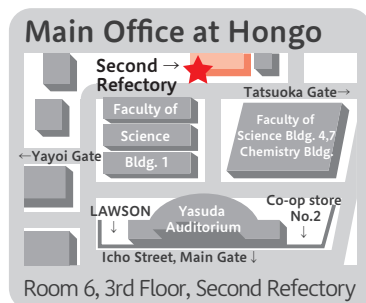 Main Office at Hongo
Second →
Refectory
Tatsuoka Gate→
Faculty of
Science
Bldg. 1
Faculty of
Science Bldg. 4,7
Chemistry Bldg.
←Yayoi Gate
LAWSON
↓
Yasuda
Auditorium
Co-op store
No.2
↓
Icho Street, Main Gate ↓
Room 6, 3rd Floor, Second Refectory